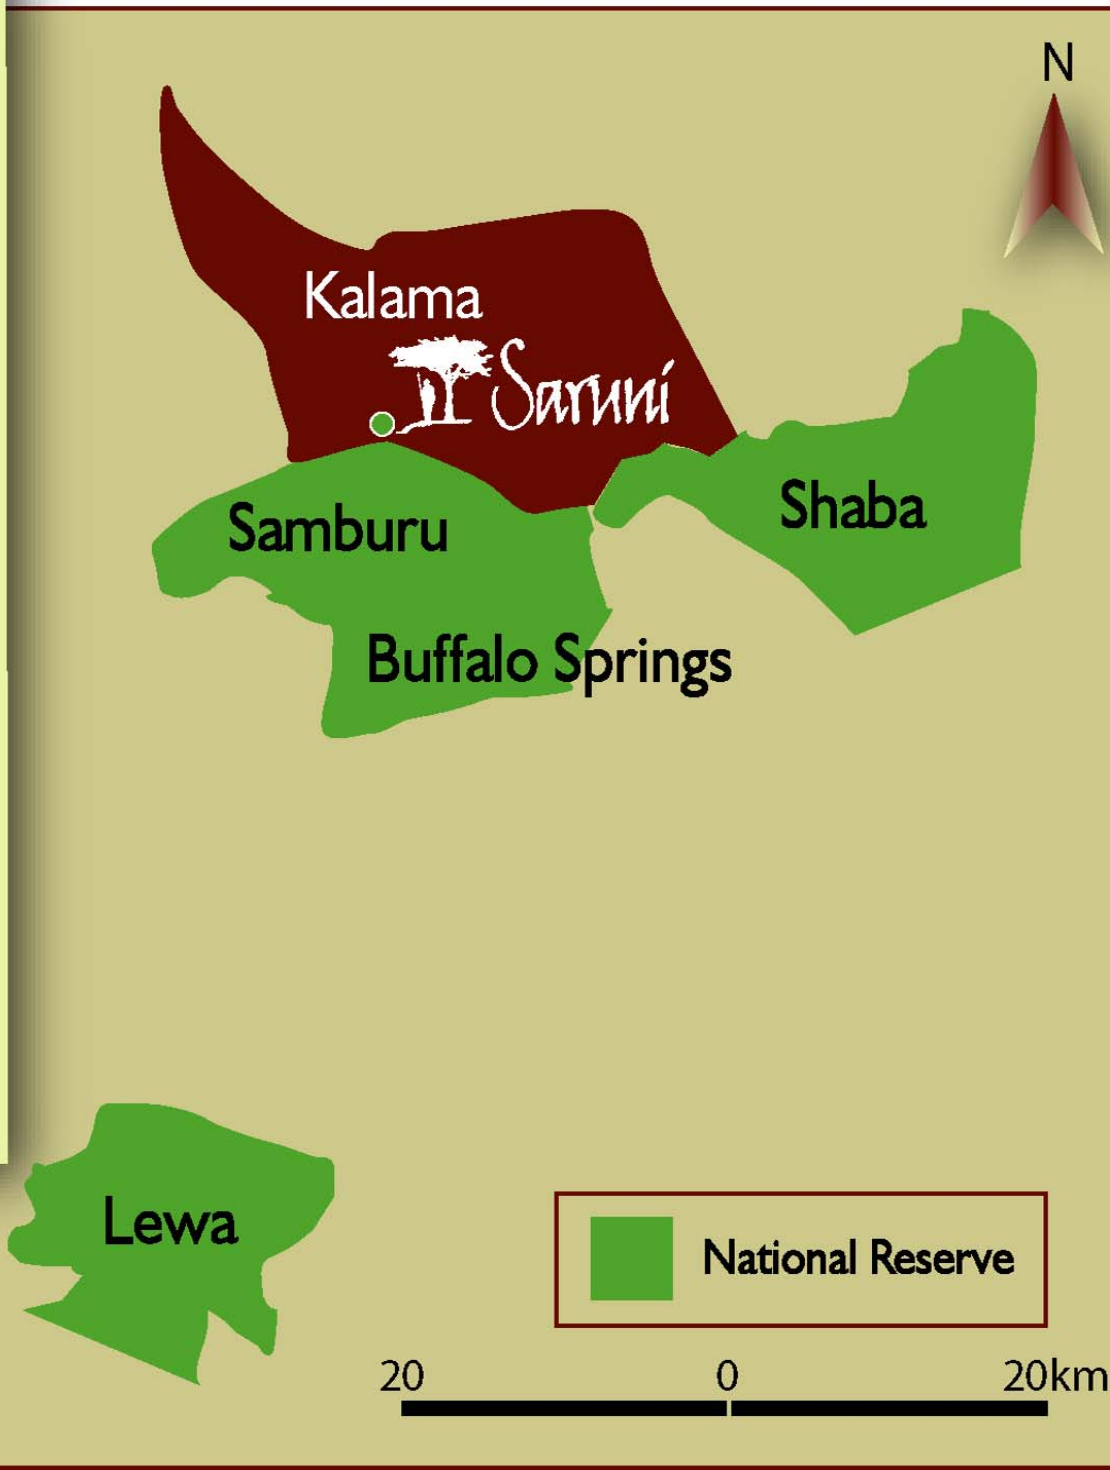 N
Kalama
Saruni
Samburu
Shaba
Buffalo Springs
Lewa
National Reserve
20 0 20km